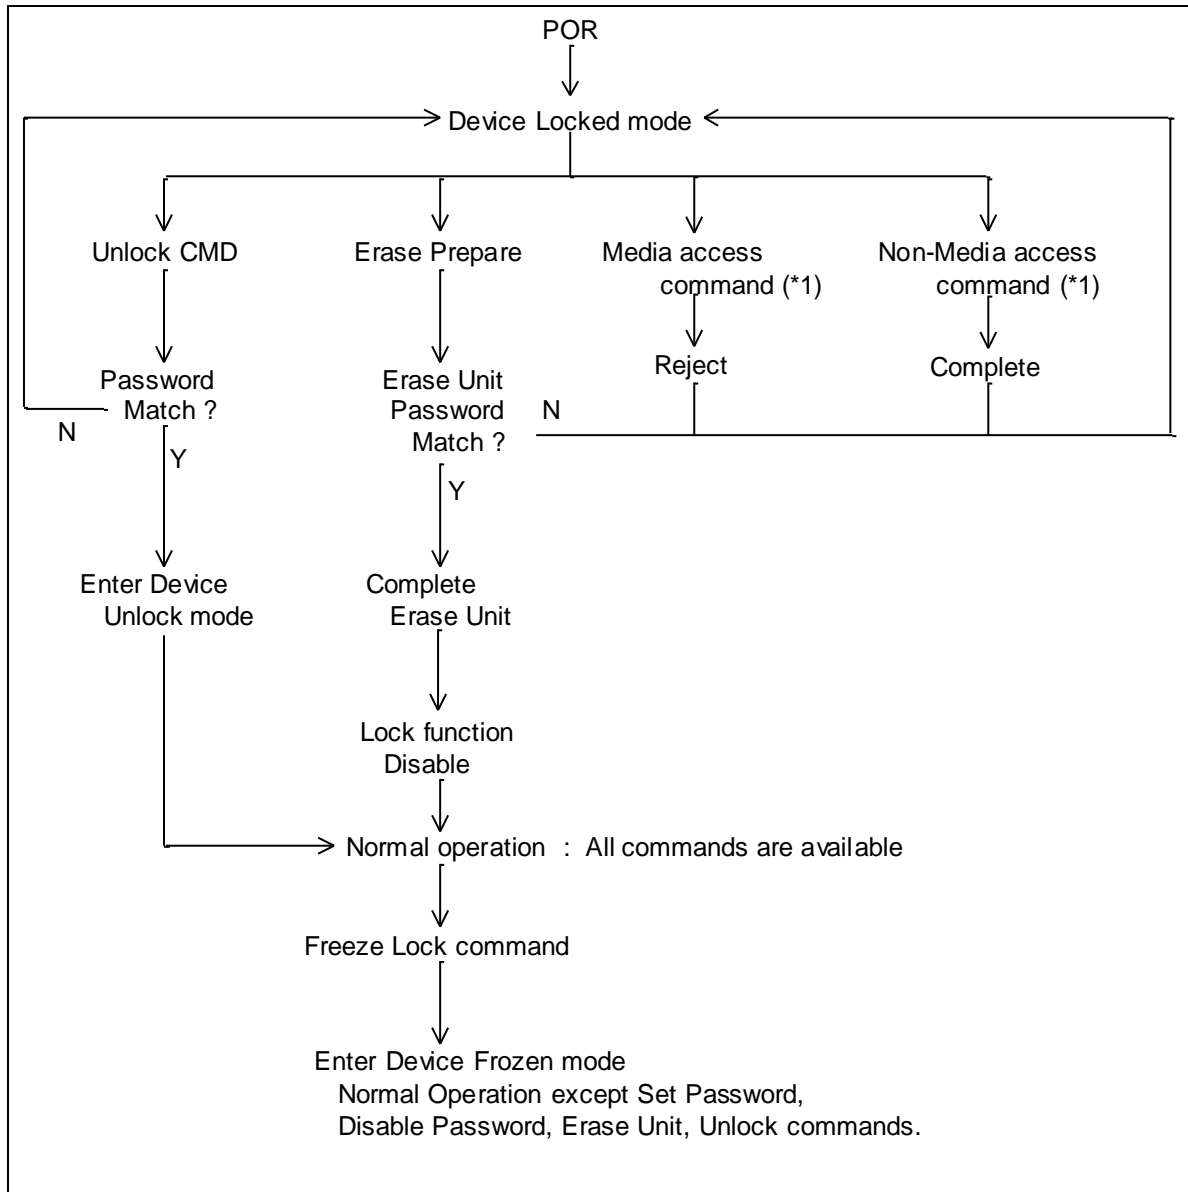 POR
Device Locked mode
Unlock CMD
Erase Prepare
Media access
command (*1)
Non-Media access
command (*1)
Password
Match ?
N
Y
Erase Unit
Password
Match ?
N
Y
Reject
Complete
Enter Device
Unlock mode
Complete
Erase Unit
Lock function
Disable
Normal operation : All commands are available
Freeze Lock command
Enter Device Frozen mode
Normal Operation except Set Password,
Disable Password, Erase Unit, Unlock commands.